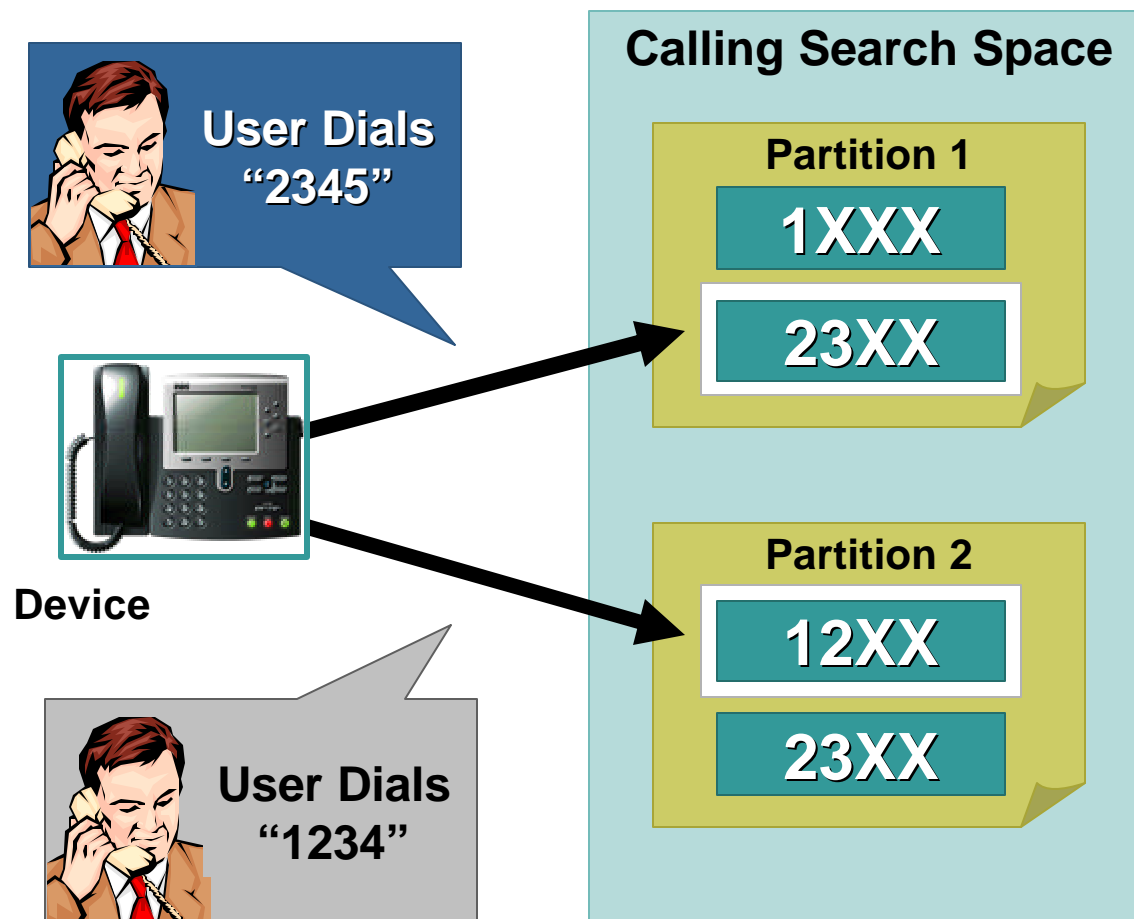 Calling Search Space
User Dials
“2345”
Partition 1
1XXX
23XX
Device
Partition 2
12XX
23XX
User Dials
“1234”